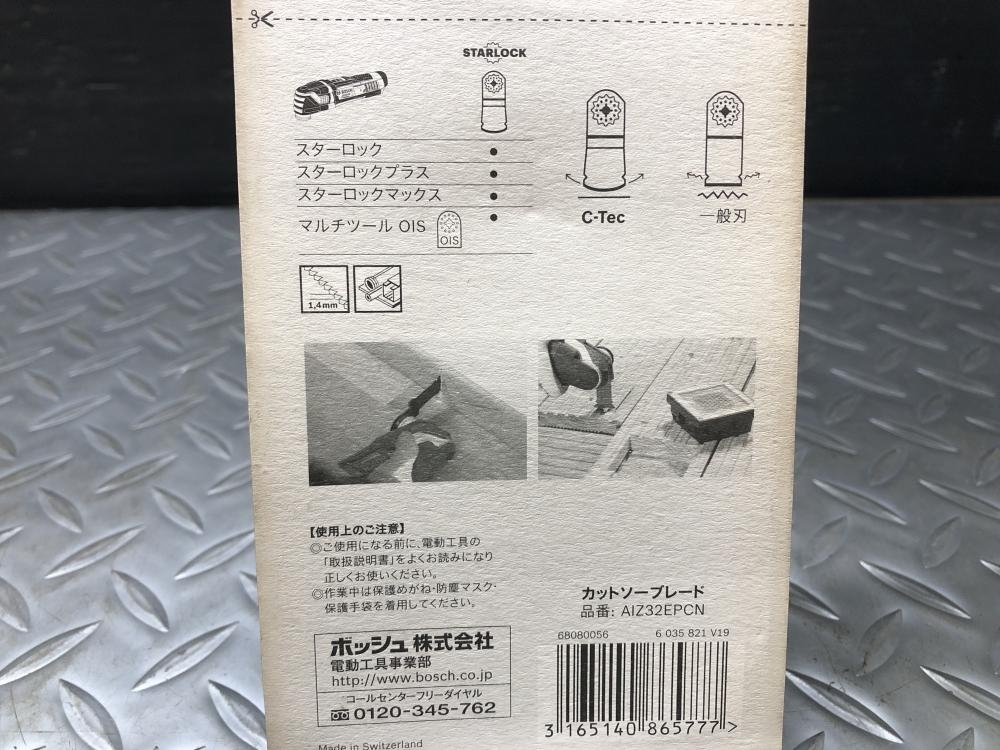 STARLOCK
スターロック
スターロックプラス
スターロックマックス
マルチツール OIS
OIS
C-Tec
一般刃
1,4mm
【使用上のご注意】
◎ご使用になる前に、電動工具の
「取扱説明書」をよくお読みになり
正しくお使いください。
◎作業中は保護めがね・防塵マスク・
保護手袋を着用してください。
ボッシュ株式会社
電動工具事業部
http://www.bosch.co.jp
コールセンターフリーダイヤル
0120-345-762
Made in Switzerland
カットソーブレード
品番: AIZ32EPCN
68080056 6 035 821 V19
3 165140 865777 >